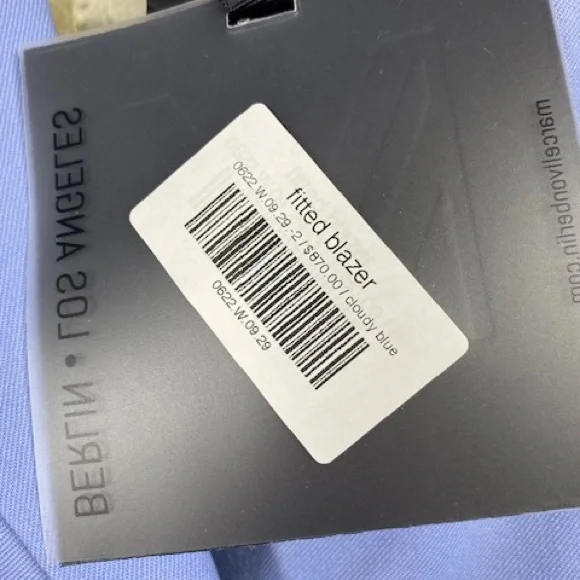 BERLIN • LOS ANGELES
fitted blazer
0622.W.09.29 -2 / $870.00 / cloudy blue
0622.W.09.29
marcelvonberlin.com